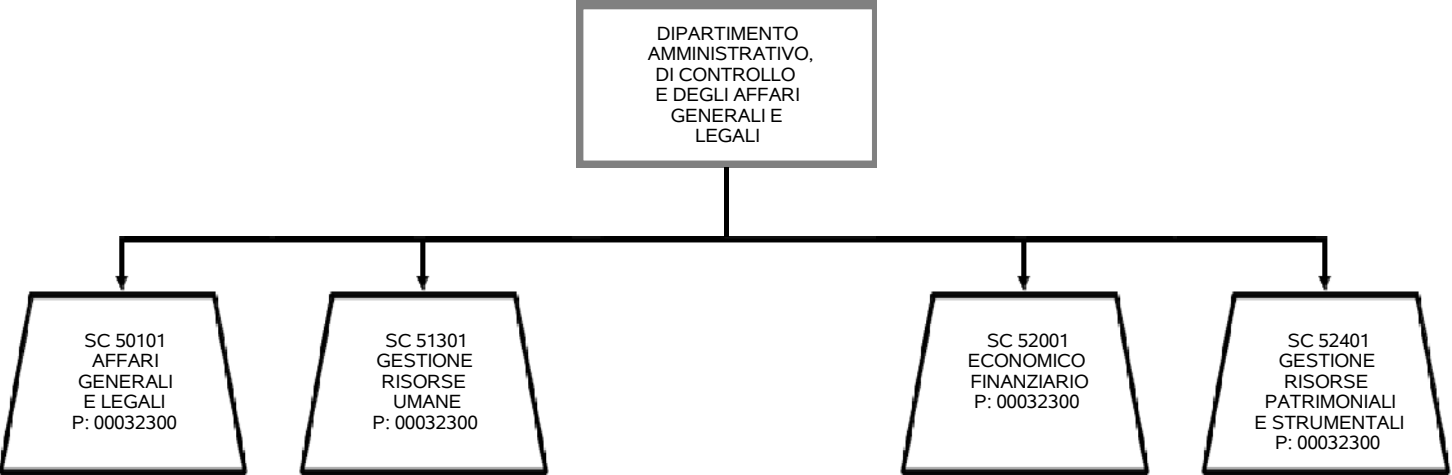 DIPARTIMENTO
AMMINISTRATIVO,
DI CONTROLLO
E DEGLI AFFARI
GENERALI E
LEGALI
SC 50101
AFFARI
GENERALI
E LEGALI
P: 00032300
SC 51301
GESTIONE
RISORSE
UMANE
P: 00032300
SC 52001
ECONOMICO
FINANZIARIO
P: 00032300
SC 52401
GESTIONE
RISORSE
PATRIMONIALI
E STRUMENTALI
P: 00032300